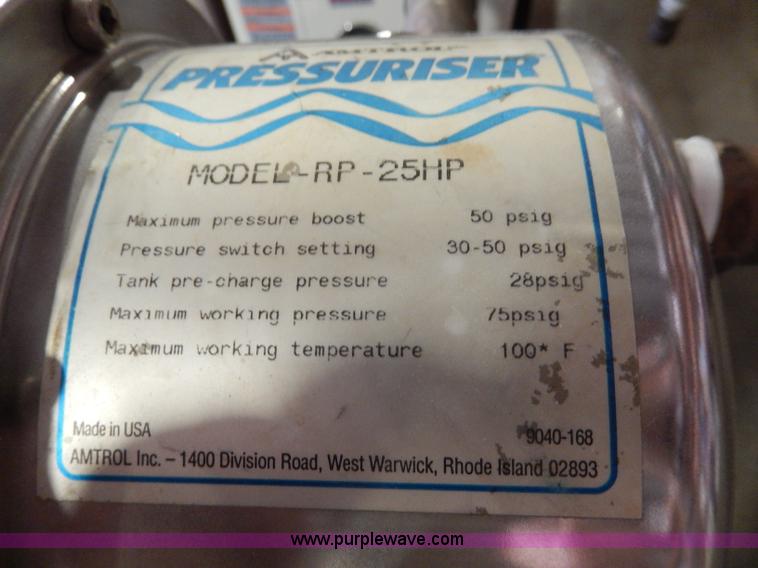 AMTROL
PRESSURISER
MODEL-RP-25HP
Maximum pressure boost 50 psig
Pressure switch setting 30-50 psig
Tank pre-charge pressure 28psig
Maximum working pressure 75psig
Maximum working temperature 100* F
Made in USA 9040-168
AMTROL Inc. – 1400 Division Road, West Warwick, Rhode Island 02893
www.purplewave.com